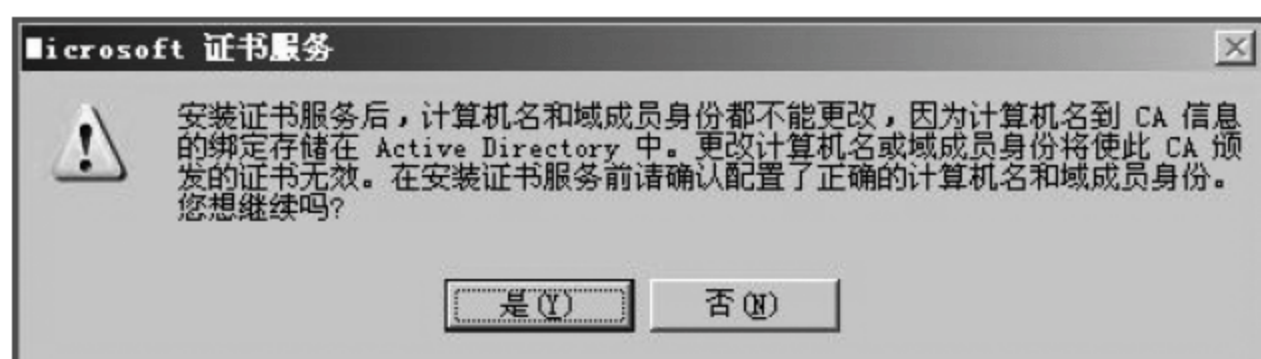 Microsoft 证书服务
安装证书服务后，计算机名和域成员身份都不能更改，因为计算机名到 CA 信息
的绑定存储在 Active Directory 中。更改计算机名或域成员身份将使此 CA 颁
发的证书无效。在安装证书服务前请确认配置了正确的计算机名和域成员身份。
您想继续吗?
是(Y) 否(N)